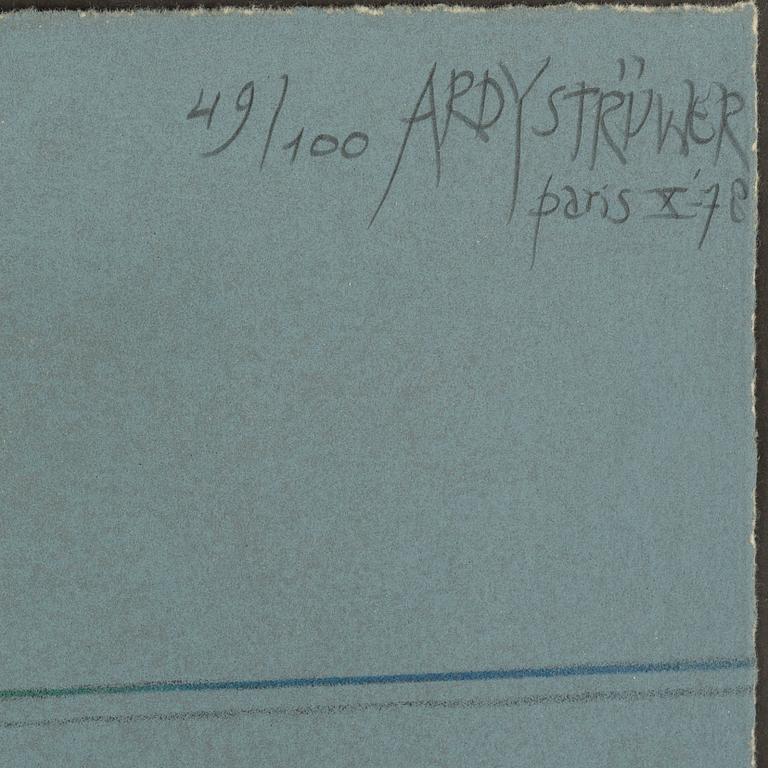 49/100 ARDY STRÜWER
paris X-78